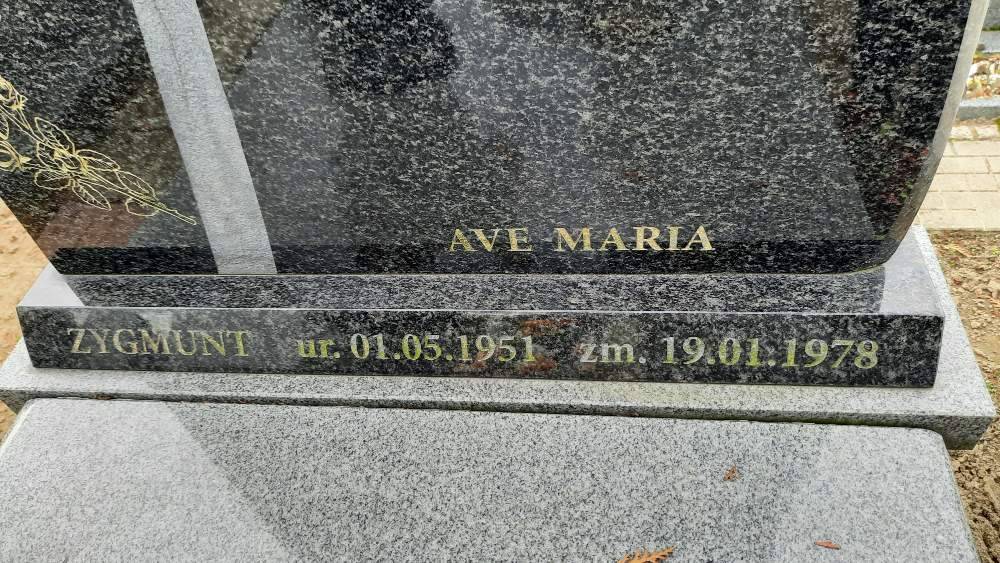 AVE MARIA
ZYGMUNT ur. 01.05.1951 zm. 19.01.1978